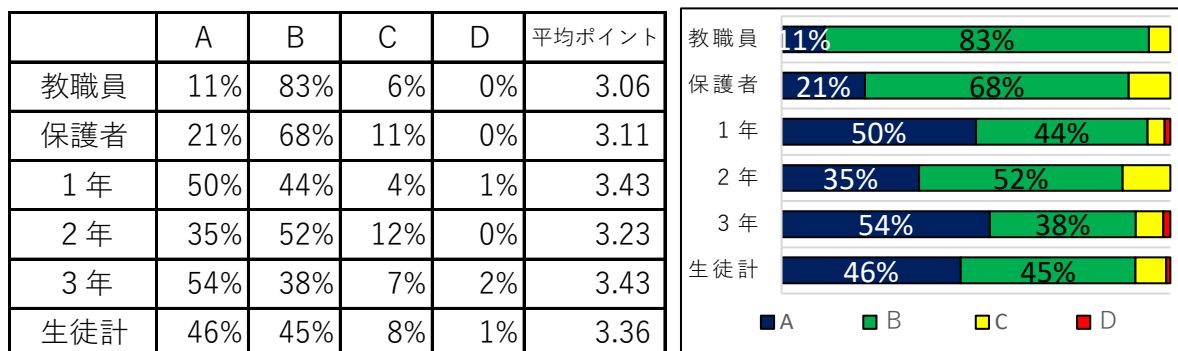 A B C D 平均ポイント
教職員 11% 83% 6% 0% 3.06
保護者 21% 68% 11% 0% 3.11
1年 50% 44% 4% 1% 3.43
2年 35% 52% 12% 0% 3.23
3年 54% 38% 7% 2% 3.43
生徒計 46% 45% 8% 1% 3.36
教職員 11% 83%
保護者 21% 68%
1年 50% 44%
2年 35% 52%
3年 54% 38%
生徒計 46% 45%
A B C D